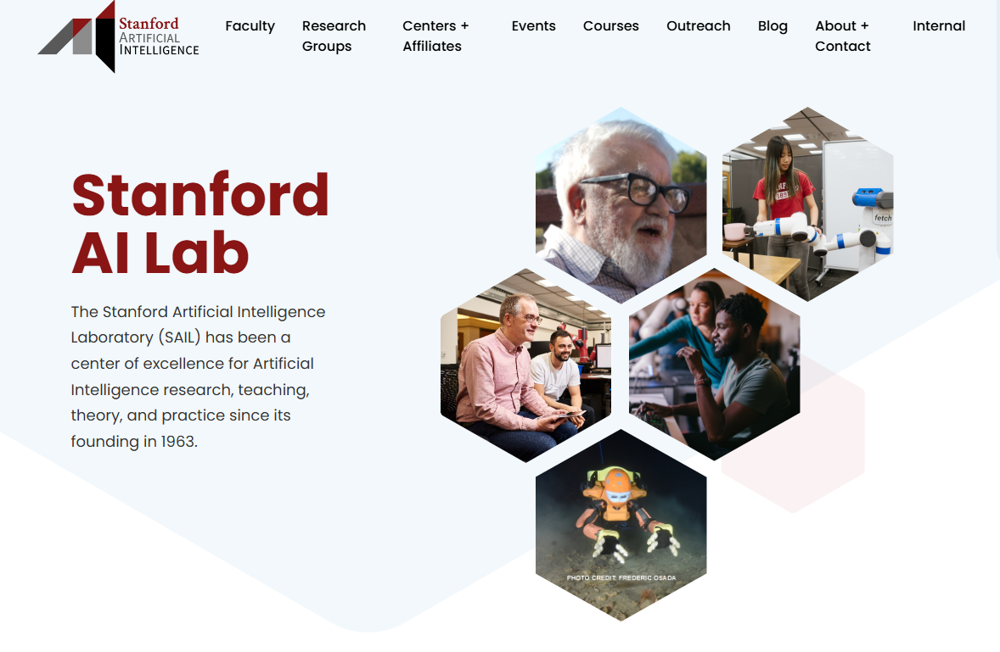 Stanford
ARTIFICIAL
INTELLIGENCE
Faculty
Research
Groups
Centers +
Affiliates
Events
Courses
Outreach
Blog
About +
Contact
Internal
Stanford
AI Lab
The Stanford Artificial Intelligence
Laboratory (SAIL) has been a
center of excellence for Artificial
Intelligence research, teaching,
theory, and practice since its
founding in 1963.
fetch
PHOTO CREDIT: FREDERIC OSADA